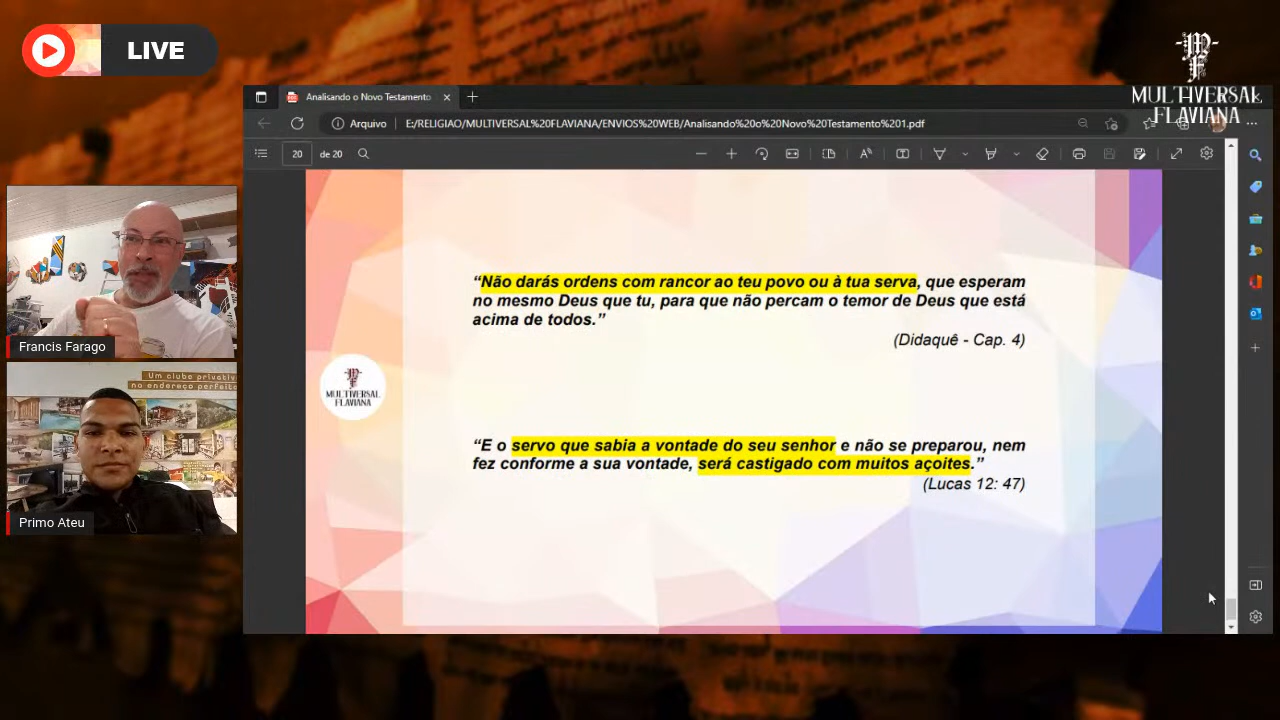 LIVE
MULTIVERSAL
FLAVIANA
Analisando o Novo Testamento
Arquivo
E:/RELIGIAO/MULTIVERSAL%20FLAVIANA/ENVIOS%20WEB/Analisando%20o%20Novo%20Testamento%201.pdf
20 de 20
“Não darás ordens com rancor ao teu povo ou à tua serva, que esperam
no mesmo Deus que tu, para que não percam o temor de Deus que está
acima de todos.”
(Didaquê - Cap. 4)
MULTIVERSAL
FLAVIANA
“E o servo que sabia a vontade do seu senhor e não se preparou, nem
fez conforme a sua vontade, será castigado com muitos açoites.”
(Lucas 12: 47)
Francis Farago
Um clube privativ
no endereço perfeito
Primo Ateu